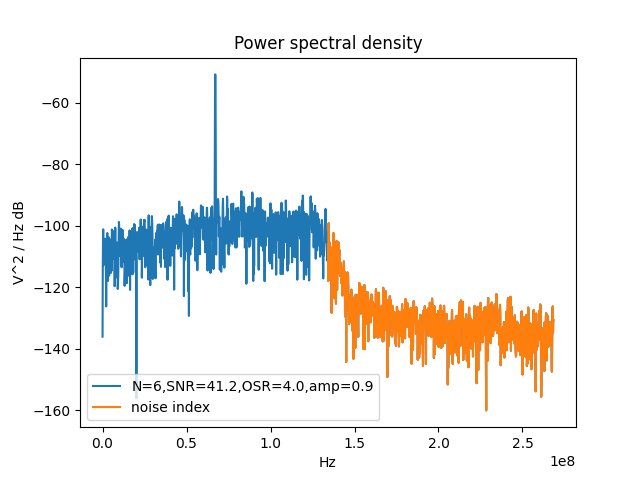 Power spectral density
V^2 / Hz dB
−60
−80
−100
−120
−140
−160
N=6,SNR=41.2,OSR=4.0,amp=0.9
noise index
0.0 0.5 1.0 1.5 2.0 2.5
1e8
Hz